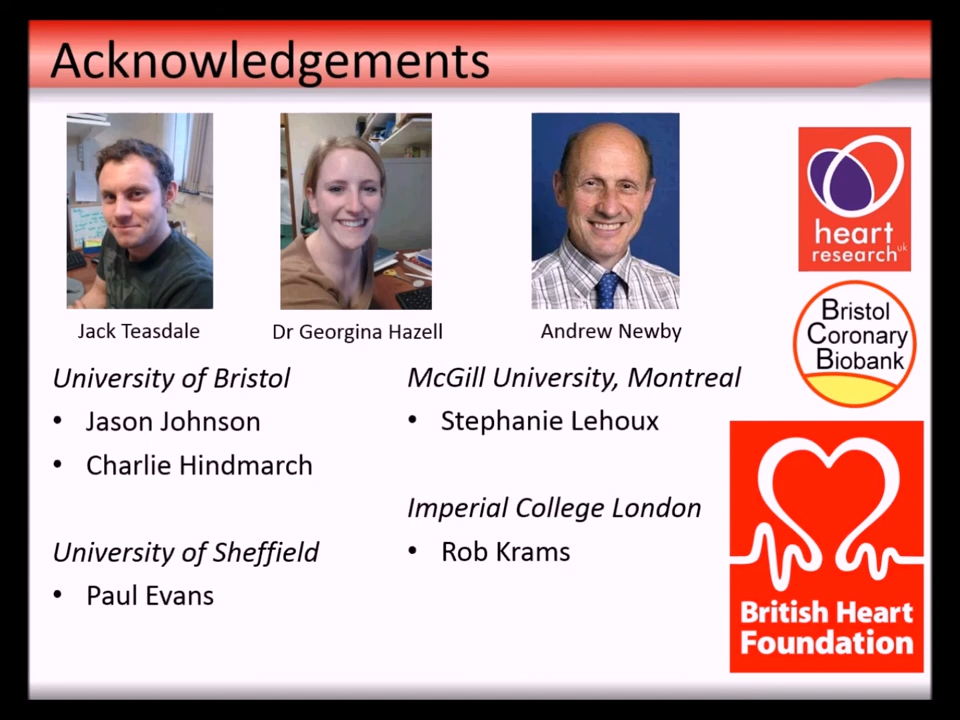 Acknowledgements
Jack Teasdale
Dr Georgina Hazell
Andrew Newby
heart
research uk
Bristol
Coronary
Biobank
University of Bristol
• Jason Johnson
• Charlie Hindmarch
University of Sheffield
• Paul Evans
McGill University, Montreal
• Stephanie Lehoux
Imperial College London
• Rob Krams
British Heart
Foundation